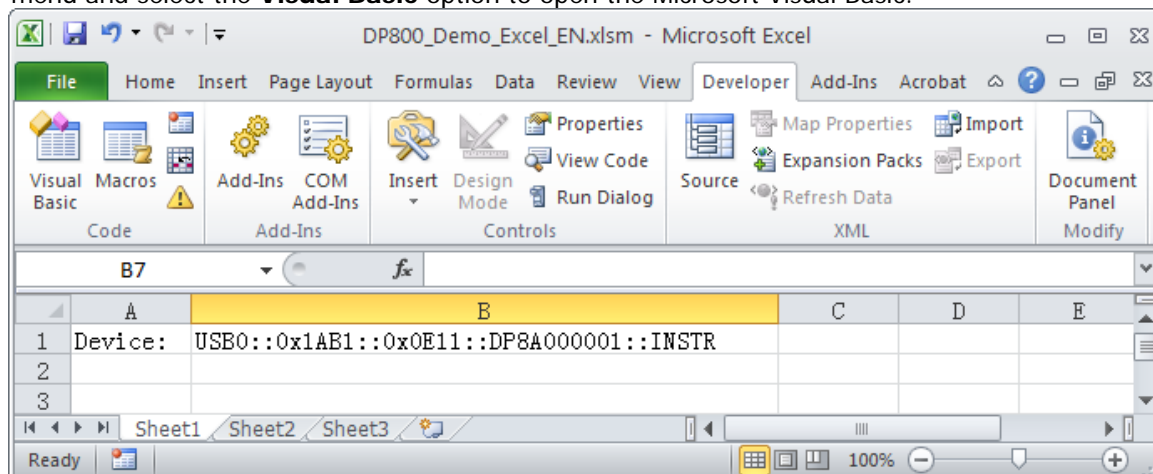 menu and select the Visual Basic option to open the Microsoft Visual Basic.
DP800_Demo_Excel_EN.xlsm - Microsoft Excel
File Home Insert Page Layout Formulas Data Review View Developer Add-Ins Acrobat
Visual Basic
Macros
Code
Add-Ins
COM Add-Ins
Add-Ins
Insert
Design Mode
Properties
View Code
Run Dialog
Controls
Source
Map Properties
Expansion Packs
Refresh Data
Import
Export
XML
Document Panel
Modify
B7 fx
A B C D E
1 Device: USB0::0x1AB1::0x0E11::DP8A000001::INSTR
2
3
Sheet1 Sheet2 Sheet3
Ready 100%